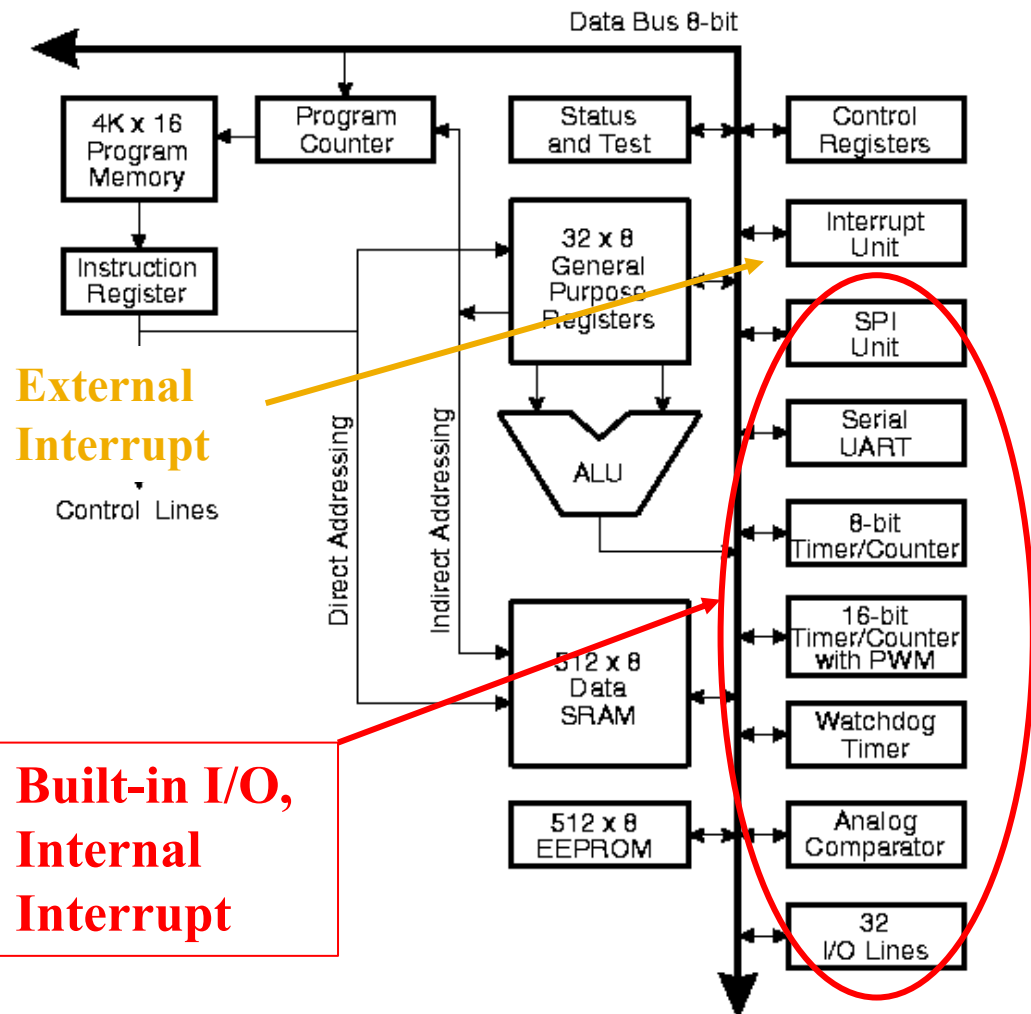 Data Bus 8-bit
4K x 16
Program
Memory
Program
Counter
Status
and Test
Control
Registers
Instruction
Register
32 x 8
General
Purpose
Registers
Interrupt
Unit
SPI
Unit
External
Interrupt
Control Lines
Direct Addressing
Indirect Addressing
ALU
Serial
UART
8-bit
Timer/Counter
16-bit
Timer/Counter
with PWM
512 x 8
Data
SRAM
Watchdog
Timer
Built-in I/O,
Internal
Interrupt
512 x 8
EEPROM
Analog
Comparator
32
I/O Lines